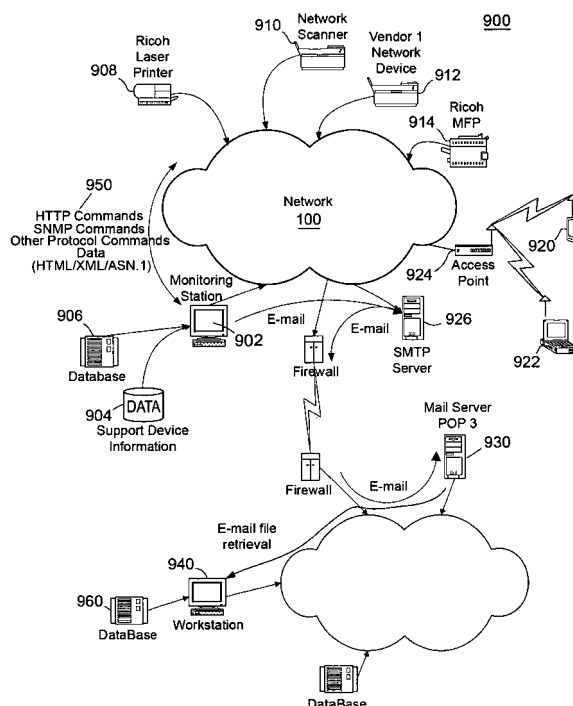 910
Network
Scanner
900
Ricoh
Laser
Printer
908
Vendor 1
Network
Device
912
Ricoh
MFP
914
950
HTTP Commands
SNMP Commands
Other Protocol Commands
Data
(HTML/XML/ASN.1)
Network
100
920
924
Access
Point
Monitoring
Station
906
902
E-mail
E-mail
926
922
Database
Firewall
SMTP
Server
904
DATA
Support Device
Information
Mail Server
POP 3
930
Firewall
E-mail
E-mail file
retrieval
940
960
DataBase
Workstation
DataBase